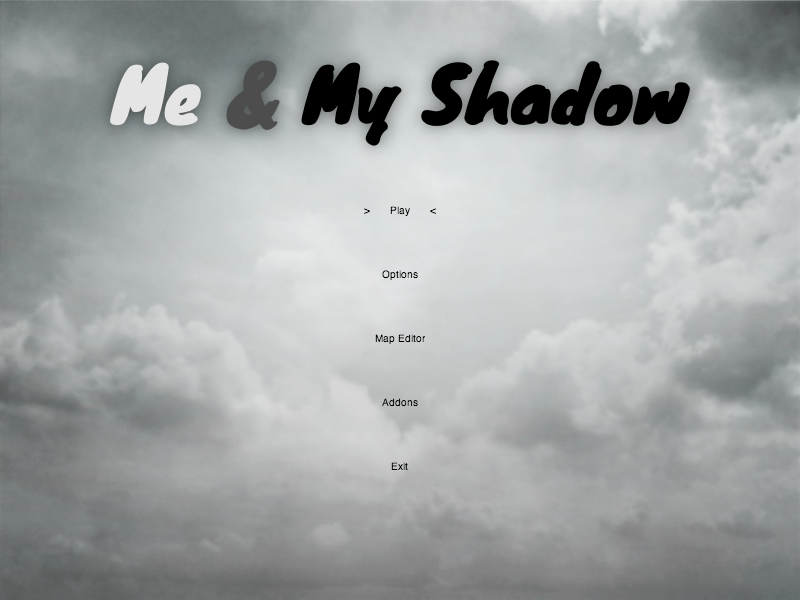 Me & My Shadow
> Play <
Options
Map Editor
Addons
Exit